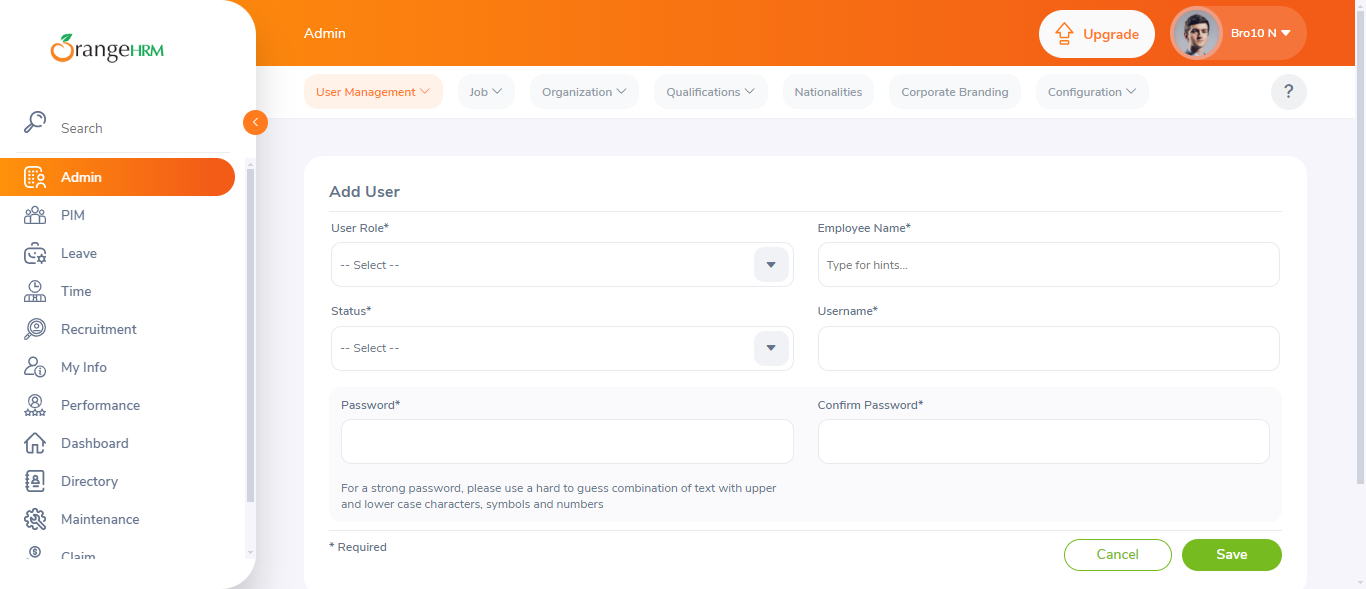 OrangeHRM
Search
Admin
PIM
Leave
Time
Recruitment
My Info
Performance
Dashboard
Directory
Maintenance
Claim
Admin
Upgrade
Bro10 N
User Management
Job
Organization
Qualifications
Nationalities
Corporate Branding
Configuration
?
Add User
User Role*
-- Select --
Employee Name*
Type for hints...
Status*
-- Select --
Username*
Password*
Confirm Password*
For a strong password, please use a hard to guess combination of text with upper
and lower case characters, symbols and numbers
* Required
Cancel
Save